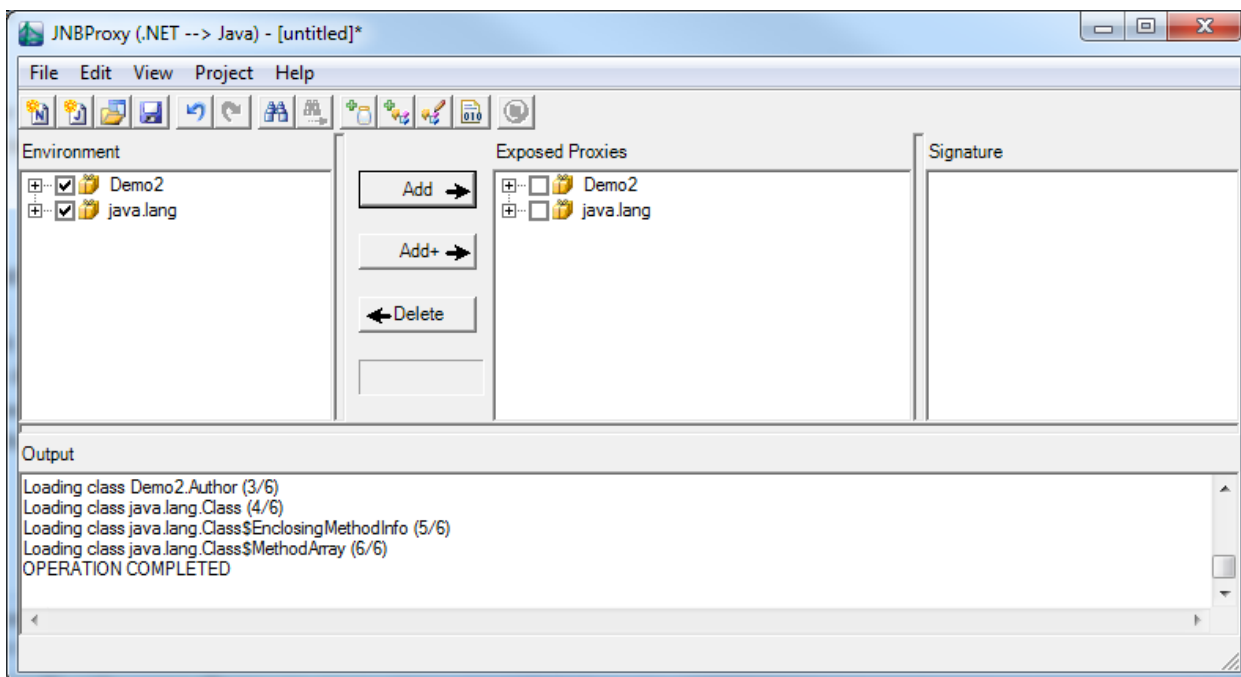 JNBProxy (.NET --> Java) - [untitled]*
File Edit View Project Help
N J 010
Environment
Exposed Proxies
Signature
Demo2
java.lang
Add
Add+
Delete
Demo2
java.lang
Output
Loading class Demo2.Author (3/6)
Loading class java.lang.Class (4/6)
Loading class java.lang.Class$EnclosingMethodInfo (5/6)
Loading class java.lang.Class$MethodArray (6/6)
OPERATION COMPLETED